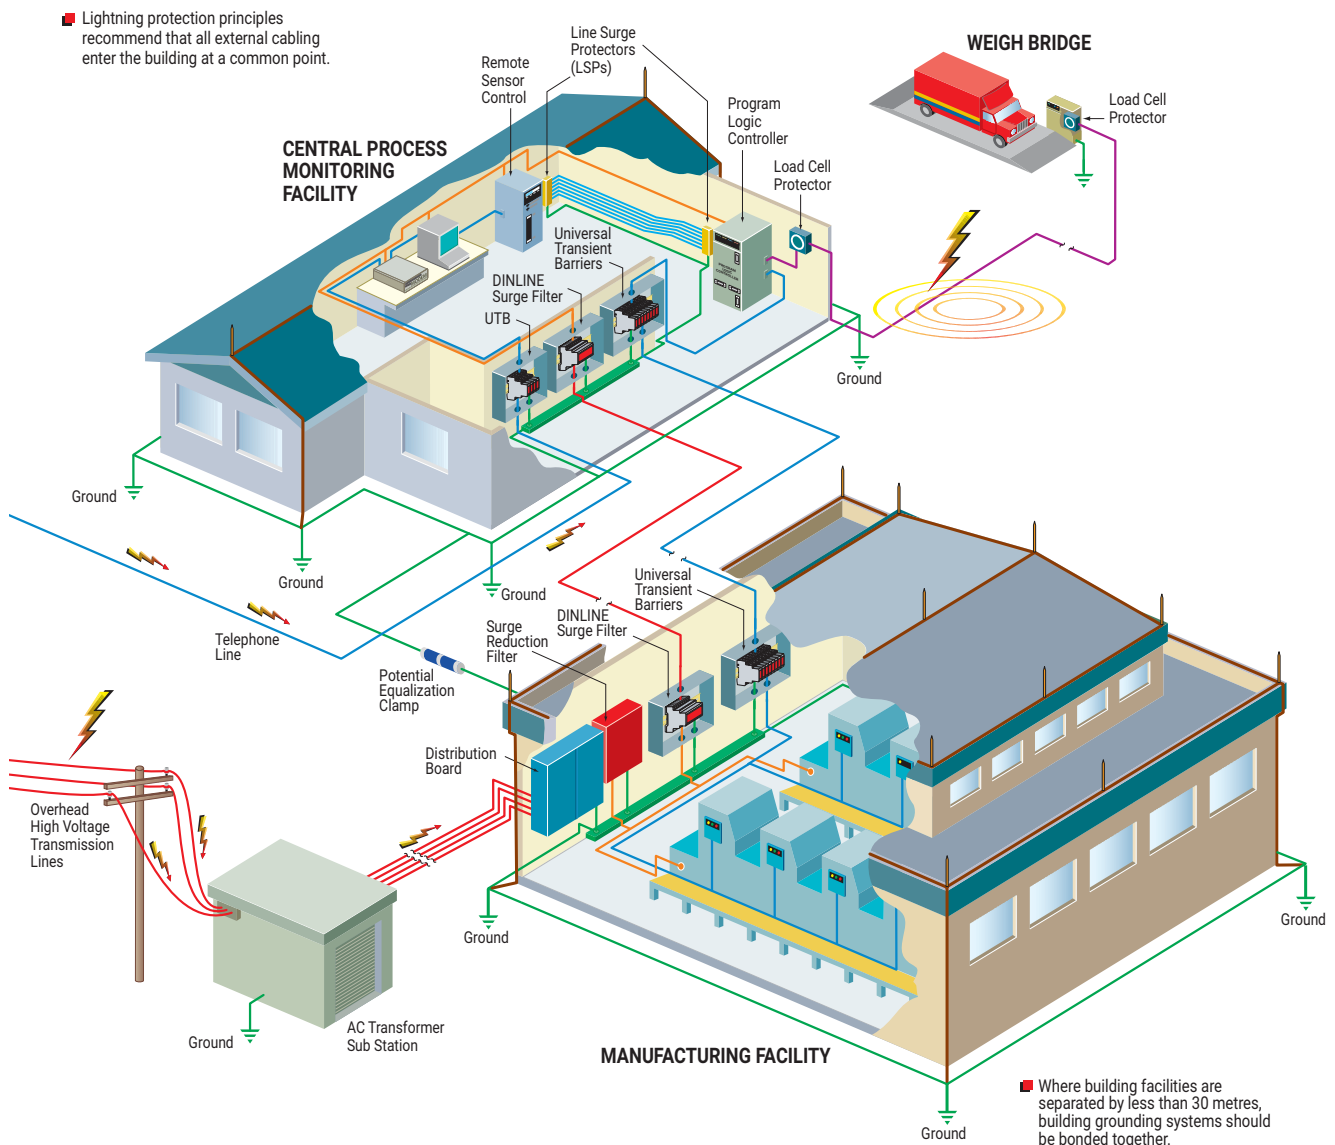 Lightning protection principles
recommend that all external cabling
enter the building at a common point.
Line Surge
Protectors
(LSPs)
Remote
Sensor
Control
Program
Logic
Controller
WEIGH BRIDGE
Load Cell
Protector
CENTRAL PROCESS
MONITORING
FACILITY
Load Cell
Protector
Universal
Transient
Barriers
DINLINE
Surge Filter
UTB
PROGRAM
LOGIC
CONTROLLER
Ground
Ground
Ground
Ground
Telephone
Line
Universal
Transient
Barriers
DINLINE
Surge Filter
Surge
Reduction
Filter
Potential
Equalization
Clamp
Distribution
Board
Overhead
High Voltage
Transmission
Lines
Ground
Ground
Ground
AC Transformer
Sub Station
MANUFACTURING FACILITY
Ground
Where building facilities are
separated by less than 30 metres,
building grounding systems should
be bonded together.